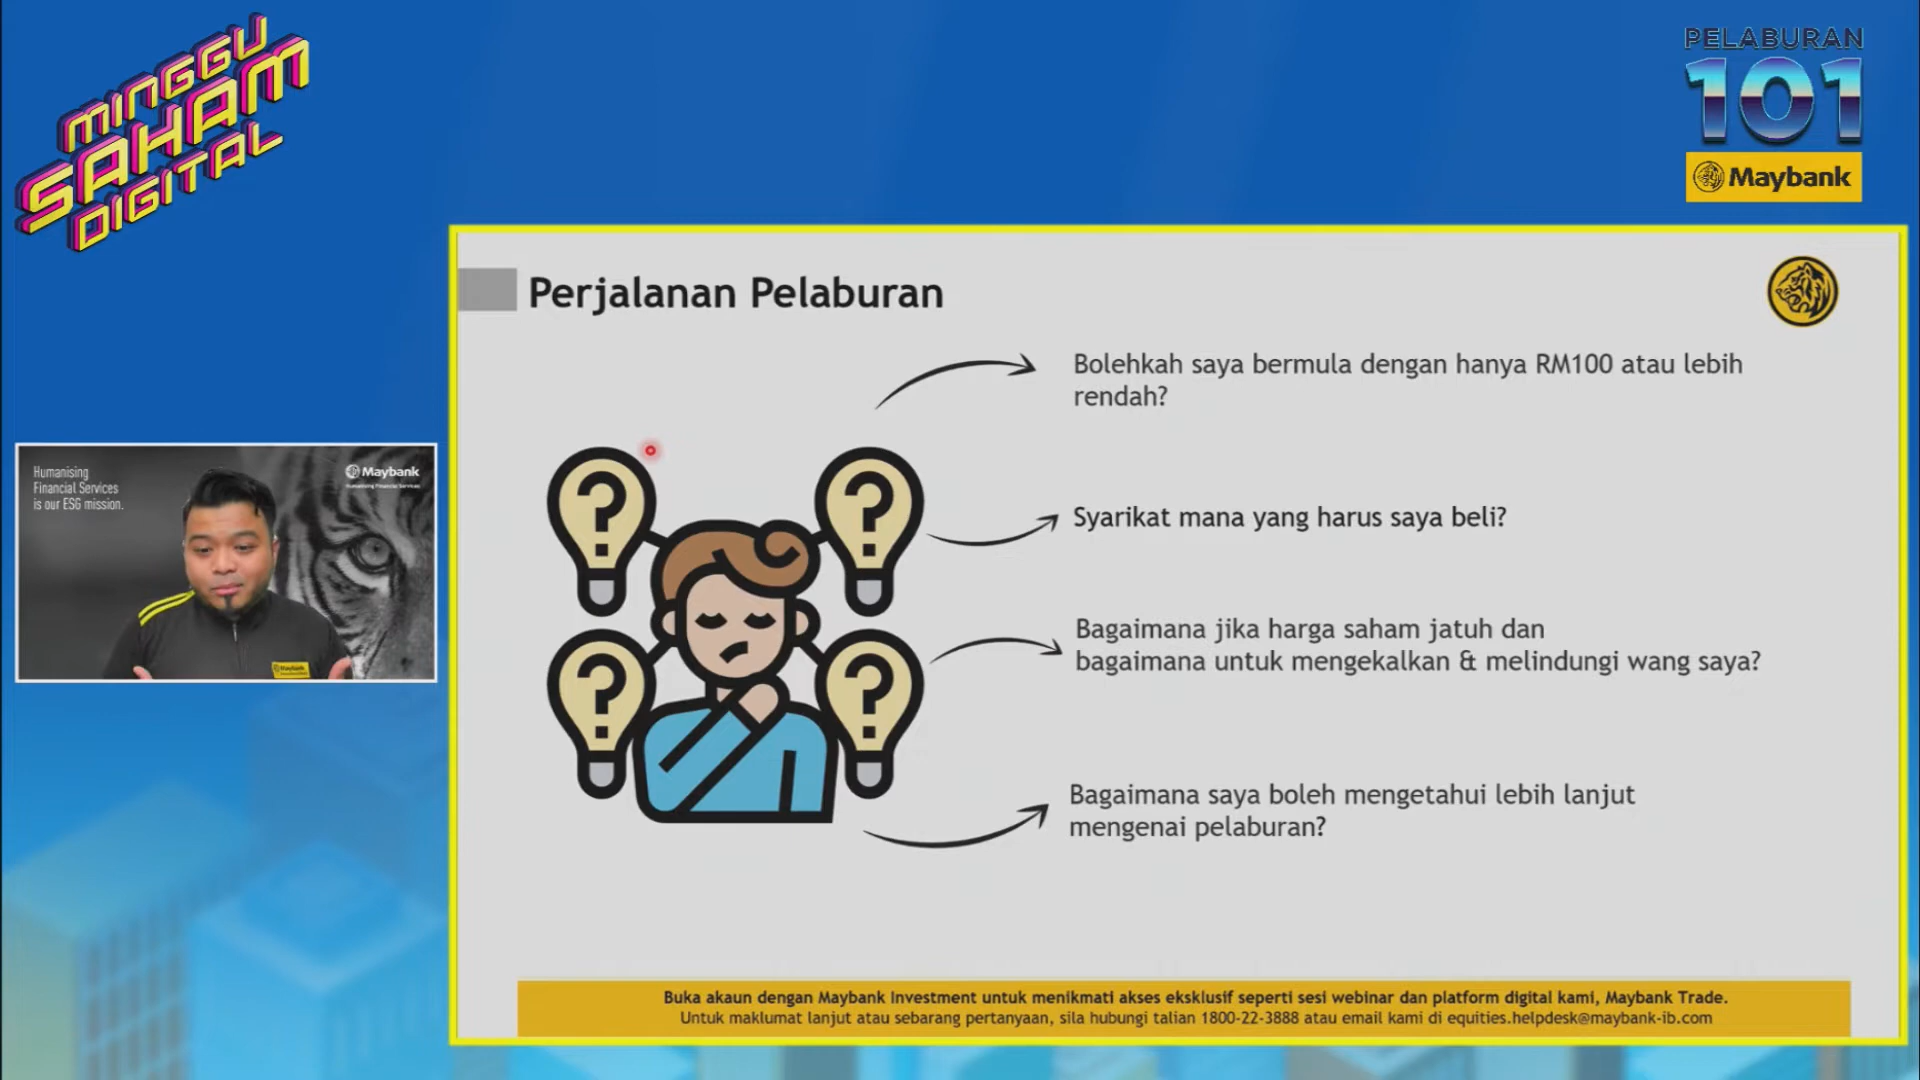 MINGGU
SAHAM
DIGITAL
PELABURAN
101
Maybank
Perjalanan Pelaburan
Bolehkah saya bermula dengan hanya RM100 atau lebih
rendah?
Syarikat mana yang harus saya beli?
Bagaimana jika harga saham jatuh dan
bagaimana untuk mengekalkan & melindungi wang saya?
Bagaimana saya boleh mengetahui lebih lanjut
mengenai pelaburan?
? ? ? ?
Humanising
Financial Services
is our ESG mission.
Maybank
Humanising Financial Services
Maybank
Buka akaun dengan Maybank Investment untuk menikmati akses eksklusif seperti sesi webinar dan platform digital kami, Maybank Trade.
Untuk maklumat lanjut atau sebarang pertanyaan, sila hubungi talian 1800-22-3888 atau email kami di equities.helpdesk@maybank-ib.com